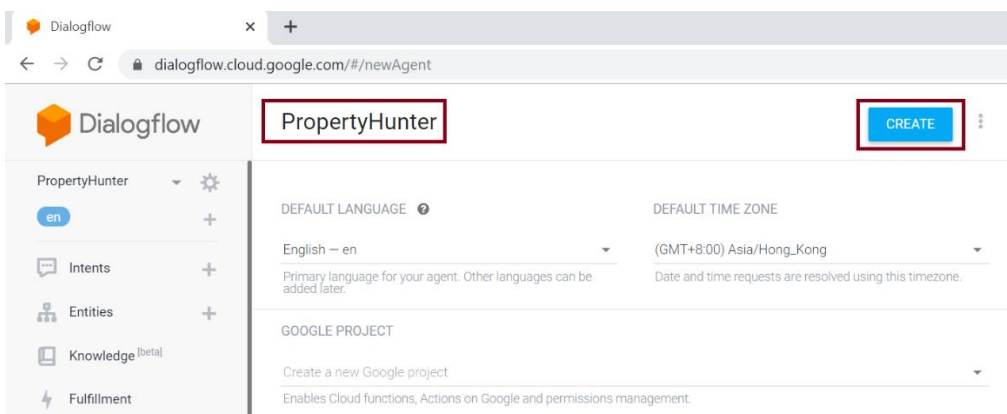 Dialogflow
dialogflow.cloud.google.com/#/newAgent
Dialogflow
PropertyHunter
CREATE
PropertyHunter
en
Intents
Entities
Knowledge [beta]
Fulfillment
DEFAULT LANGUAGE
DEFAULT TIME ZONE
English — en
(GMT+8:00) Asia/Hong_Kong
Primary language for your agent. Other languages can be
added later.
Date and time requests are resolved using this timezone.
GOOGLE PROJECT
Create a new Google project
Enables Cloud functions, Actions on Google and permissions management.